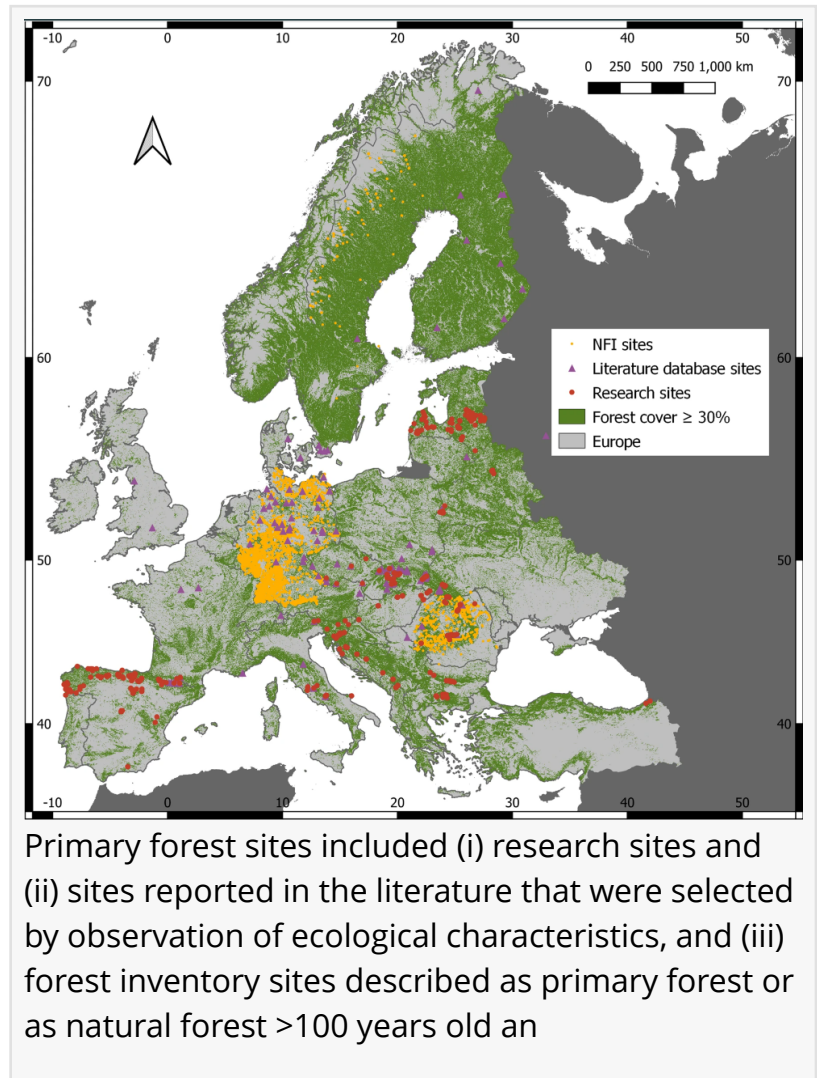 -10 0 10 20 30 40 50
70 70
0 250 500 750 1,000 km
60 60
NFI sites
Literature database sites
Research sites
Forest cover ≥ 30%
Europe
50 50
40 40
-10 0 10 20 30 40 50
Primary forest sites included (i) research sites and
(ii) sites reported in the literature that were selected
by observation of ecological characteristics, and (iii)
forest inventory sites described as primary forest or
as natural forest >100 years old an